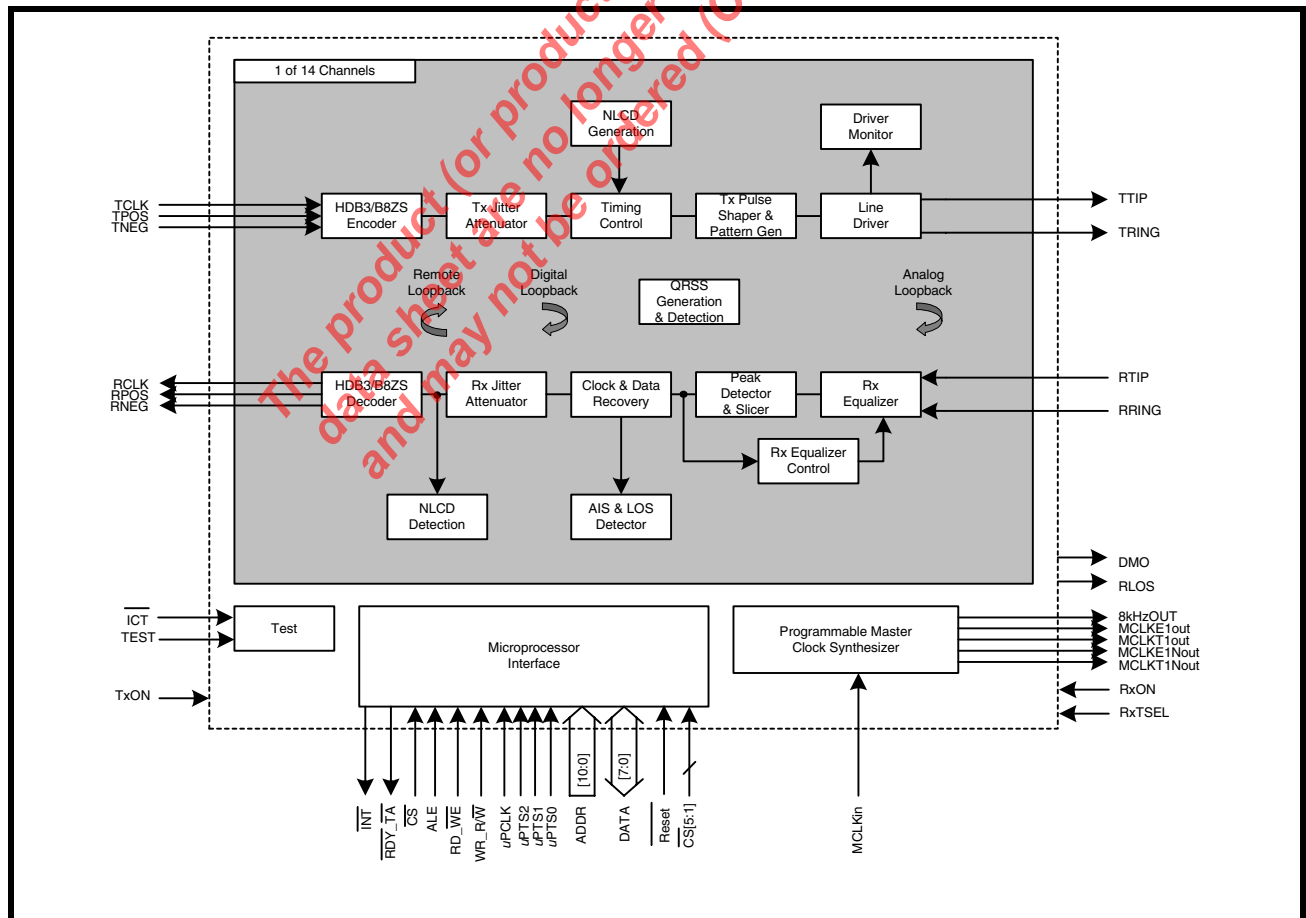 1 of 14 Channels
NLCD
Generation
Driver
Monitor
TCLK
TPOS
TNEG
HDB3/B8ZS
Encoder
Tx Jitter
Attenuator
Timing
Control
Tx Pulse
Shaper &
Pattern Gen
Line
Driver
TTIP
TRING
Remote
Loopback
Digital
Loopback
QRSS
Generation
& Detection
Analog
Loopback
RCLK
RPOS
RNEG
HDB3/B8ZS
Decoder
Rx Jitter
Attenuator
Clock & Data
Recovery
Peak
Detector
& Slicer
Rx
Equalizer
RTIP
RRING
Rx Equalizer
Control
NLCD
Detection
AIS & LOS
Detector
DMO
RLOS
ICT
TEST
Test
TxON
Microprocessor
Interface
Programmable Master
Clock Synthesizer
8kHzOUT
MCLKE1out
MCLKT1out
MCLKE1Nout
MCLKT1Nout
RxON
RxTSEL
INT
RDY_TA
CS
ALE
RD_WE
WR_R/W
uPCLK
uPTS2
uPTS1
uPTS0
[10:0]
ADDR
[7:0]
DATA
Reset
CS[5:1]
MCLKin
The product (or produc
data sheet are no longer
and may not be ordered (O